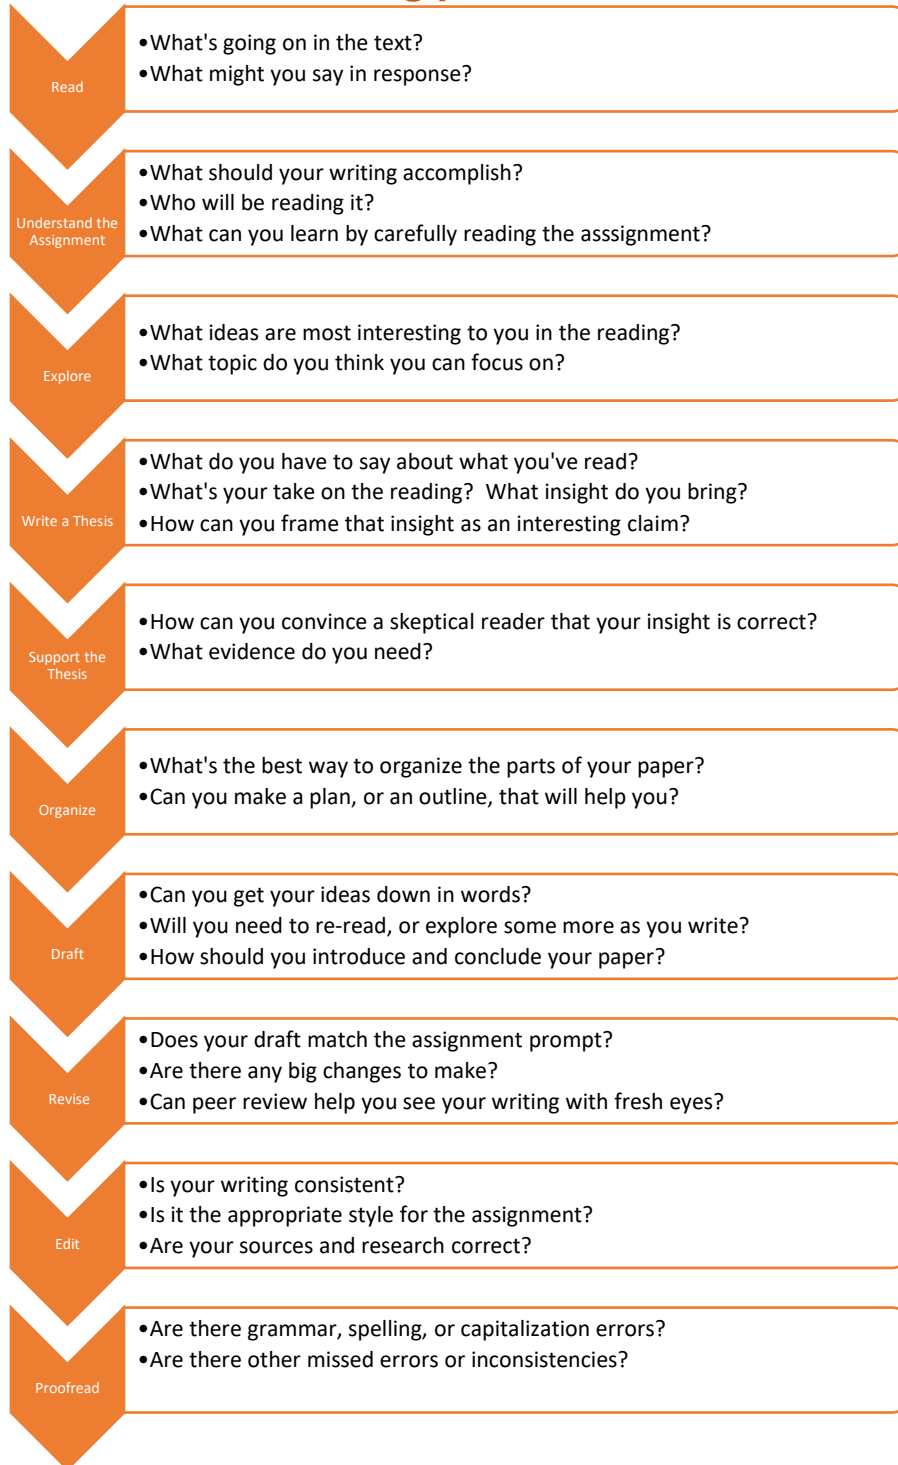 Read
•What's going on in the text?
•What might you say in response?
Understand the
Assignment
•What should your writing accomplish?
•Who will be reading it?
•What can you learn by carefully reading the asssignment?
Explore
•What ideas are most interesting to you in the reading?
•What topic do you think you can focus on?
Write a Thesis
•What do you have to say about what you've read?
•What's your take on the reading?  What insight do you bring?
•How can you frame that insight as an interesting claim?
Support the
Thesis
•How can you convince a skeptical reader that your insight is correct?
•What evidence do you need?
Organize
•What's the best way to organize the parts of your paper?
•Can you make a plan, or an outline, that will help you?
Draft
•Can you get your ideas down in words?
•Will you need to re-read, or explore some more as you write?
•How should you introduce and conclude your paper?
Revise
•Does your draft match the assignment prompt?
•Are there any big changes to make?
•Can peer review help you see your writing with fresh eyes?
Edit
•Is your writing consistent?
•Is it the appropriate style for the assignment?
•Are your sources and research correct?
Proofread
•Are there grammar, spelling, or capitalization errors?
•Are there other missed errors or inconsistencies?